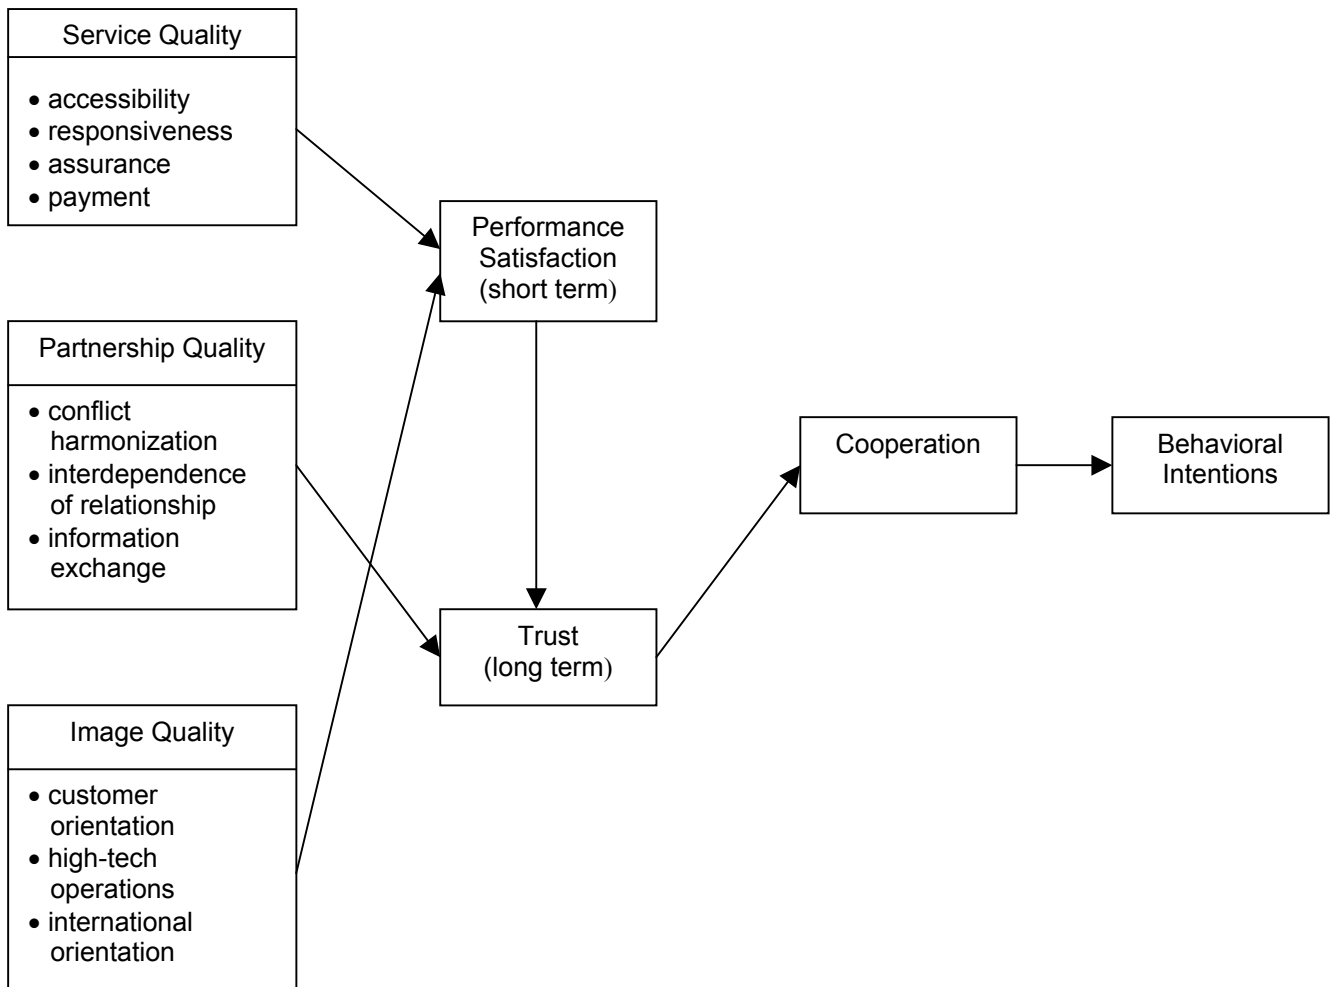 Service Quality
• accessibility
• responsiveness
• assurance
• payment
Performance
Satisfaction
(short term)
Partnership Quality
• conflict
harmonization
• interdependence
of relationship
• information
exchange
Cooperation
Behavioral
Intentions
Trust
(long term)
Image Quality
• customer
orientation
• high-tech
operations
• international
orientation